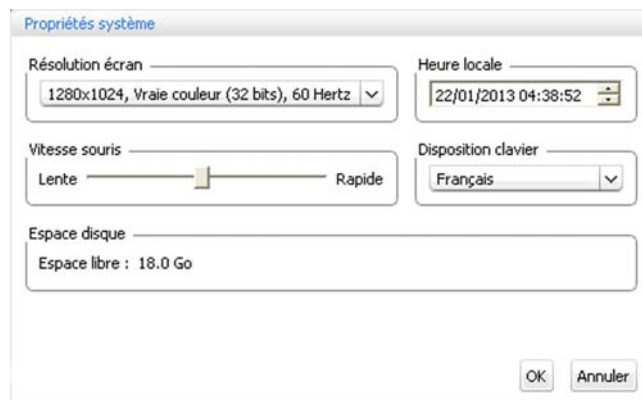 Propriétés système
Résolution écran
1280x1024, Vraie couleur (32 bits), 60 Hertz
Heure locale
22/01/2013 04:38:52
Vitesse souris
Lente
Rapide
Disposition clavier
Français
Espace disque
Espace libre : 18.0 Go
OK
Annuler